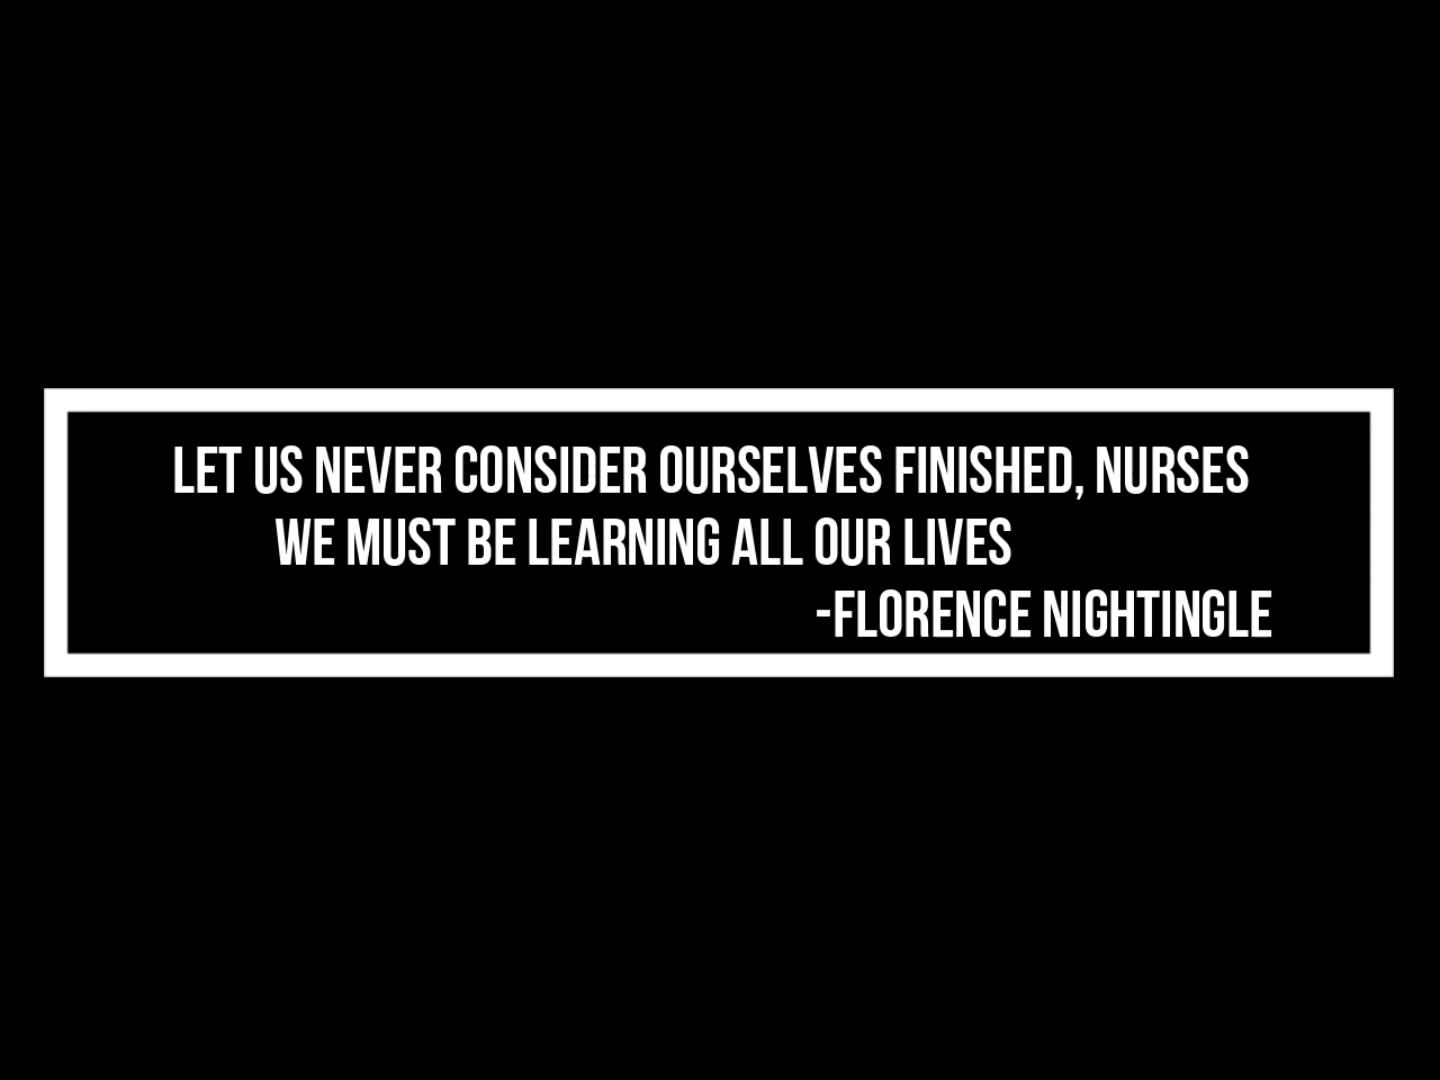 LET US NEVER CONSIDER OURSELVES FINISHED, NURSES
WE MUST BE LEARNING ALL OUR LIVES
-FLORENCE NIGHTINGLE